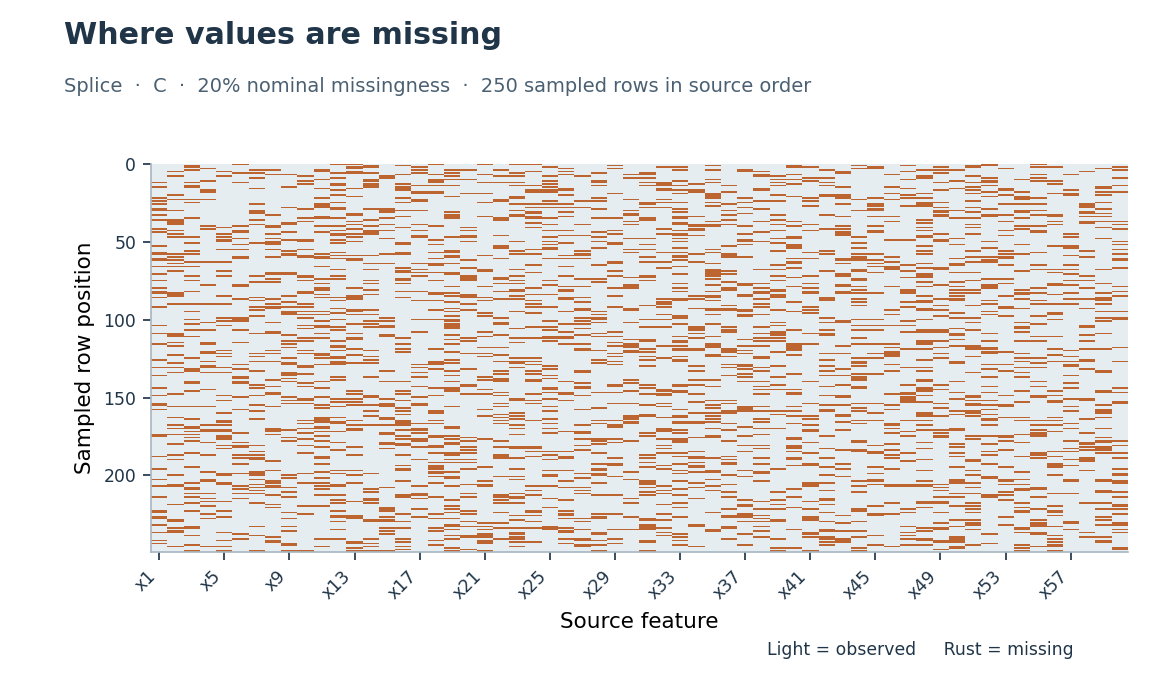 Where values are missing
Splice · C · 20% nominal missingness · 250 sampled rows in source order
0
50
100
150
200
Sampled row position
x1 x5 x9 x13 x17 x21 x25 x29 x33 x37 x41 x45 x49 x53 x57
Source feature
Light = observed Rust = missing